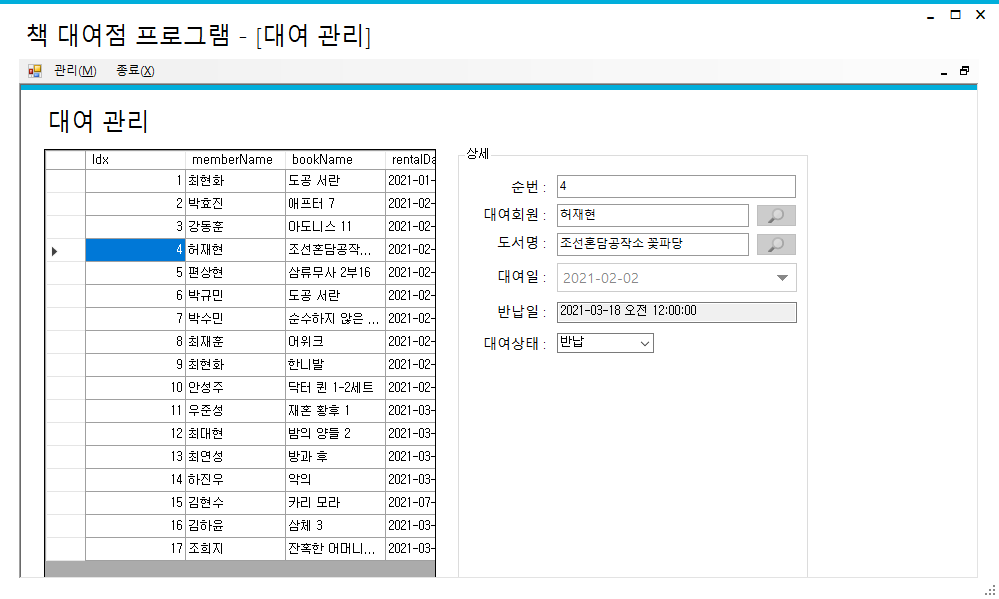 책 대여점 프로그램 - [대여 관리]
관리(M) 종료(X)
대여 관리
Idx memberName bookName rentalDa
1 최현화 도공 서란 2021-01-
2 박효진 애프터 7 2021-02-
3 강동훈 아도니스 11 2021-02-
4 허재현 조선혼담공작... 2021-02-
5 편상현 삼류무사 2부16 2021-02-
6 박규민 도공 서란 2021-02-
7 박수민 순수하지 않은 ... 2021-02-
8 최재훈 머위크 2021-02-
9 최현화 한니발 2021-02-
10 안성주 닥터 퀸 1-2세트 2021-02-
11 우준성 재혼 황후 1 2021-03-
12 최대현 밤의 양들 2 2021-03-
13 최연성 방과 후 2021-03-
14 하진우 악의 2021-03-
15 김현수 카리 모라 2021-07-
16 김하윤 삼체 3 2021-03-
17 조희지 잔혹한 어머니... 2021-03-
상세
순번 : 4
대여회원 : 허재현
도서명 : 조선혼담공작소 꽃파당
대여일 : 2021-02-02
반납일 : 2021-03-18 오전 12:00:00
대여상태 : 반납